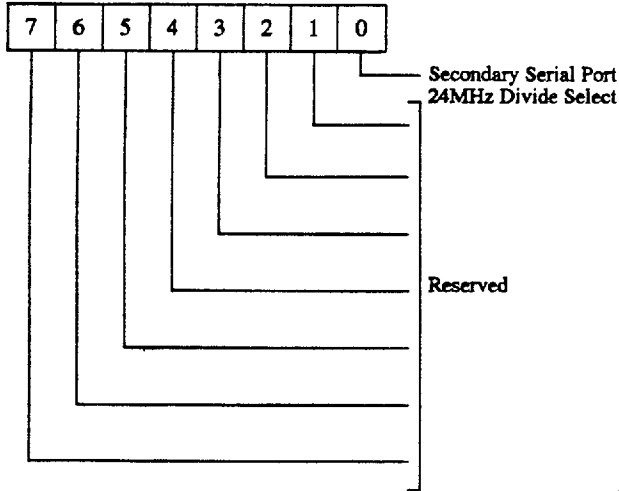 7 6 5 4 3 2 1 0
Secondary Serial Port
24MHz Divide Select
Reserved